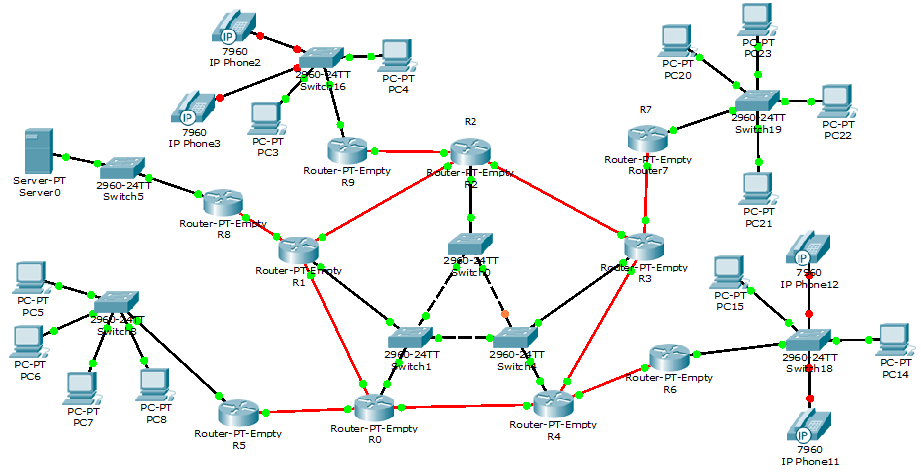 7960
IP Phone2
2960-24TT
Switch16
PC-PT
PC4
7960
IP Phone3
PC-PT
PC3
Router-PT-Empty
R9
R2
Router-PT-Empty
R2
Server-PT
Server0
2960-24TT
Switch5
Router-PT-Empty
R8
Router-PT-Empty
R1
2960-24TT
Switch0
PC-PT
PC23
PC-PT
PC20
2960-24TT
Switch19
PC-PT
PC22
R7
Router-PT-Empty
Router7
PC-PT
PC21
Router-PT-Empty
R3
7960
IP Phone12
PC-PT
PC15
PC-PT
PC5
2960-24TT
PC-PT
PC6
PC-PT
PC7
PC-PT
PC8
Router-PT-Empty
R5
2960-24TT
Switch1
2960-24TT
Router-PT-Empty
R0
Router-PT-Empty
R4
Router-PT-Empty
R6
2960-24TT
Switch18
PC-PT
PC14
7960
IP Phone11